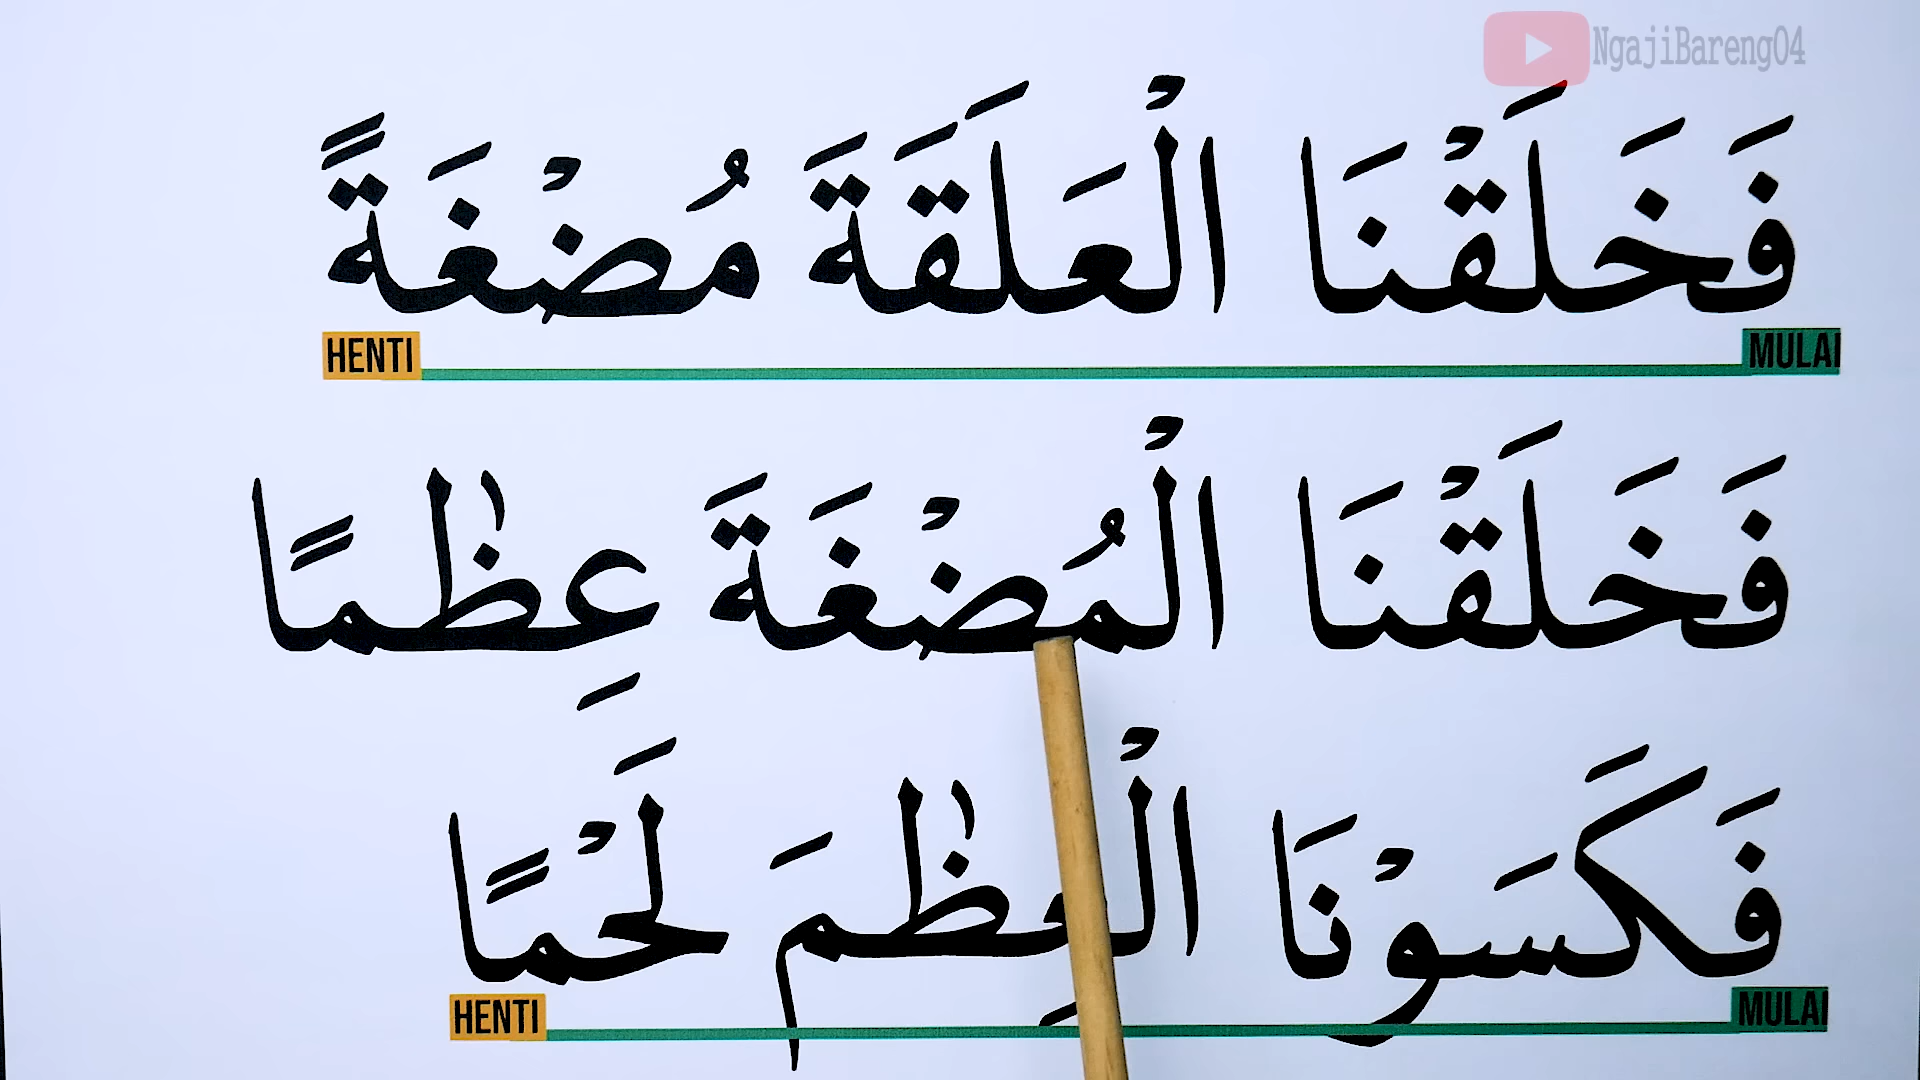 NgajiBareng04
فَخَلَقْنَا الْعَلَقَةَ مُضْغَةً
HENTI MULAI
فَخَلَقْنَا الْمُضْغَةَ عِظٰمًا
فَكَسَوْنَا الْعِظٰمَ لَحْمًا
HENTI MULAI